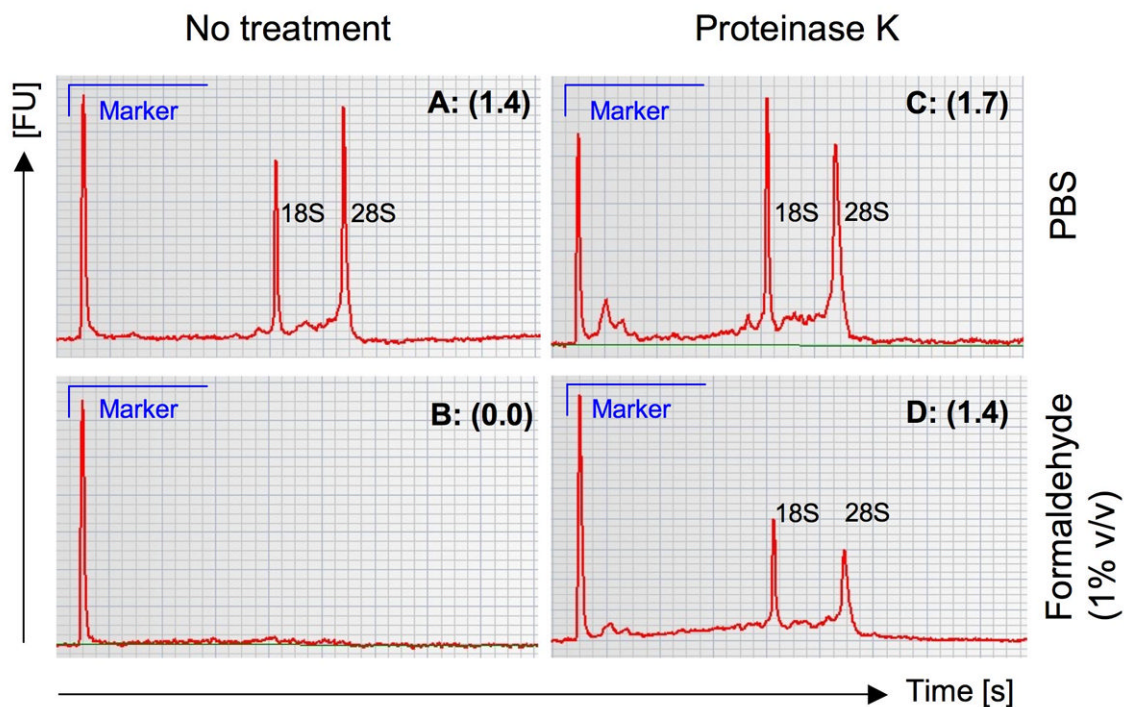 No treatment
Proteinase K
[FU]
Marker
A: (1.4)
18S
28S
Marker
C: (1.7)
18S
28S
PBS
Marker
B: (0.0)
Marker
D: (1.4)
18S
28S
Formaldehyde
(1% v/v)
Time [s]